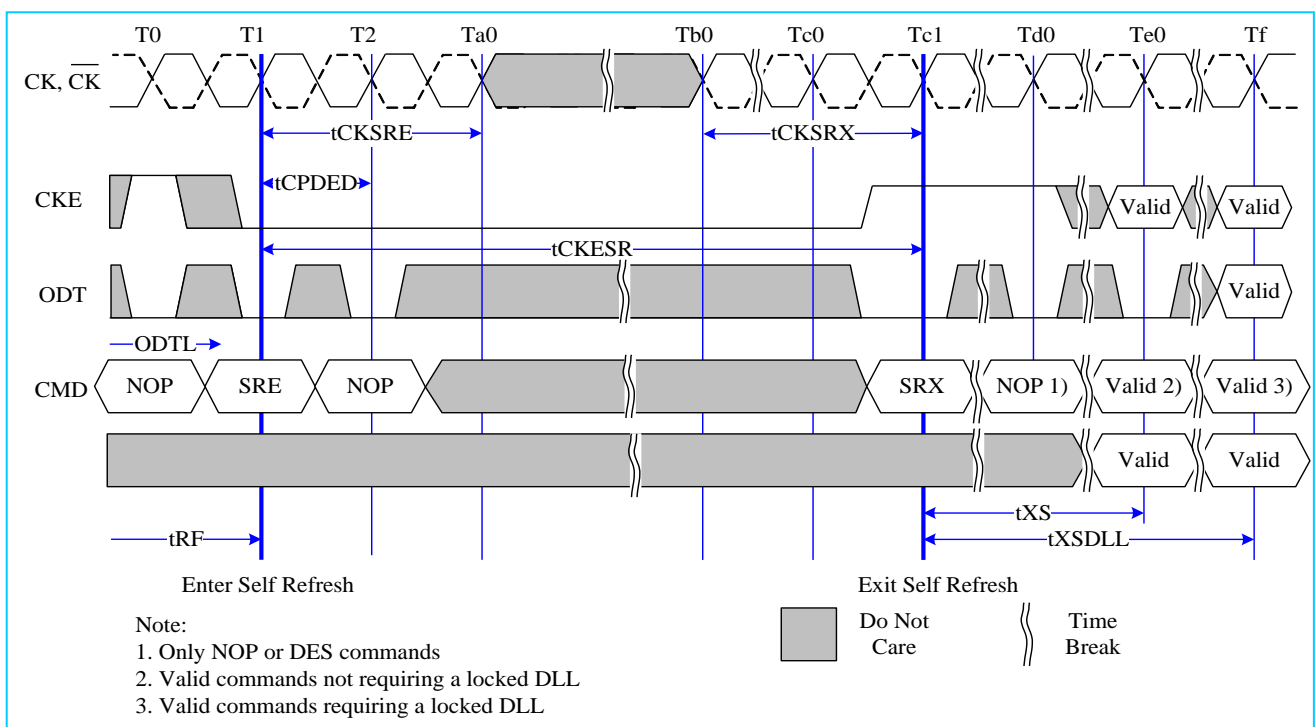 T0 T1 T2 Ta0 Tb0 Tc0 Tc1 Td0 Te0 Tf
CK, CK
tCKSRE tCKSRX
tCPDED
CKE Valid Valid
tCKESR
ODT Valid
ODTL
CMD NOP SRE NOP SRX NOP 1) Valid 2) Valid 3)
Valid Valid
tXS
tRF tXSDLL
Enter Self Refresh Exit Self Refresh
Do Not Care
Time Break
Note:
1. Only NOP or DES commands
2. Valid commands not requiring a locked DLL
3. Valid commands requiring a locked DLL